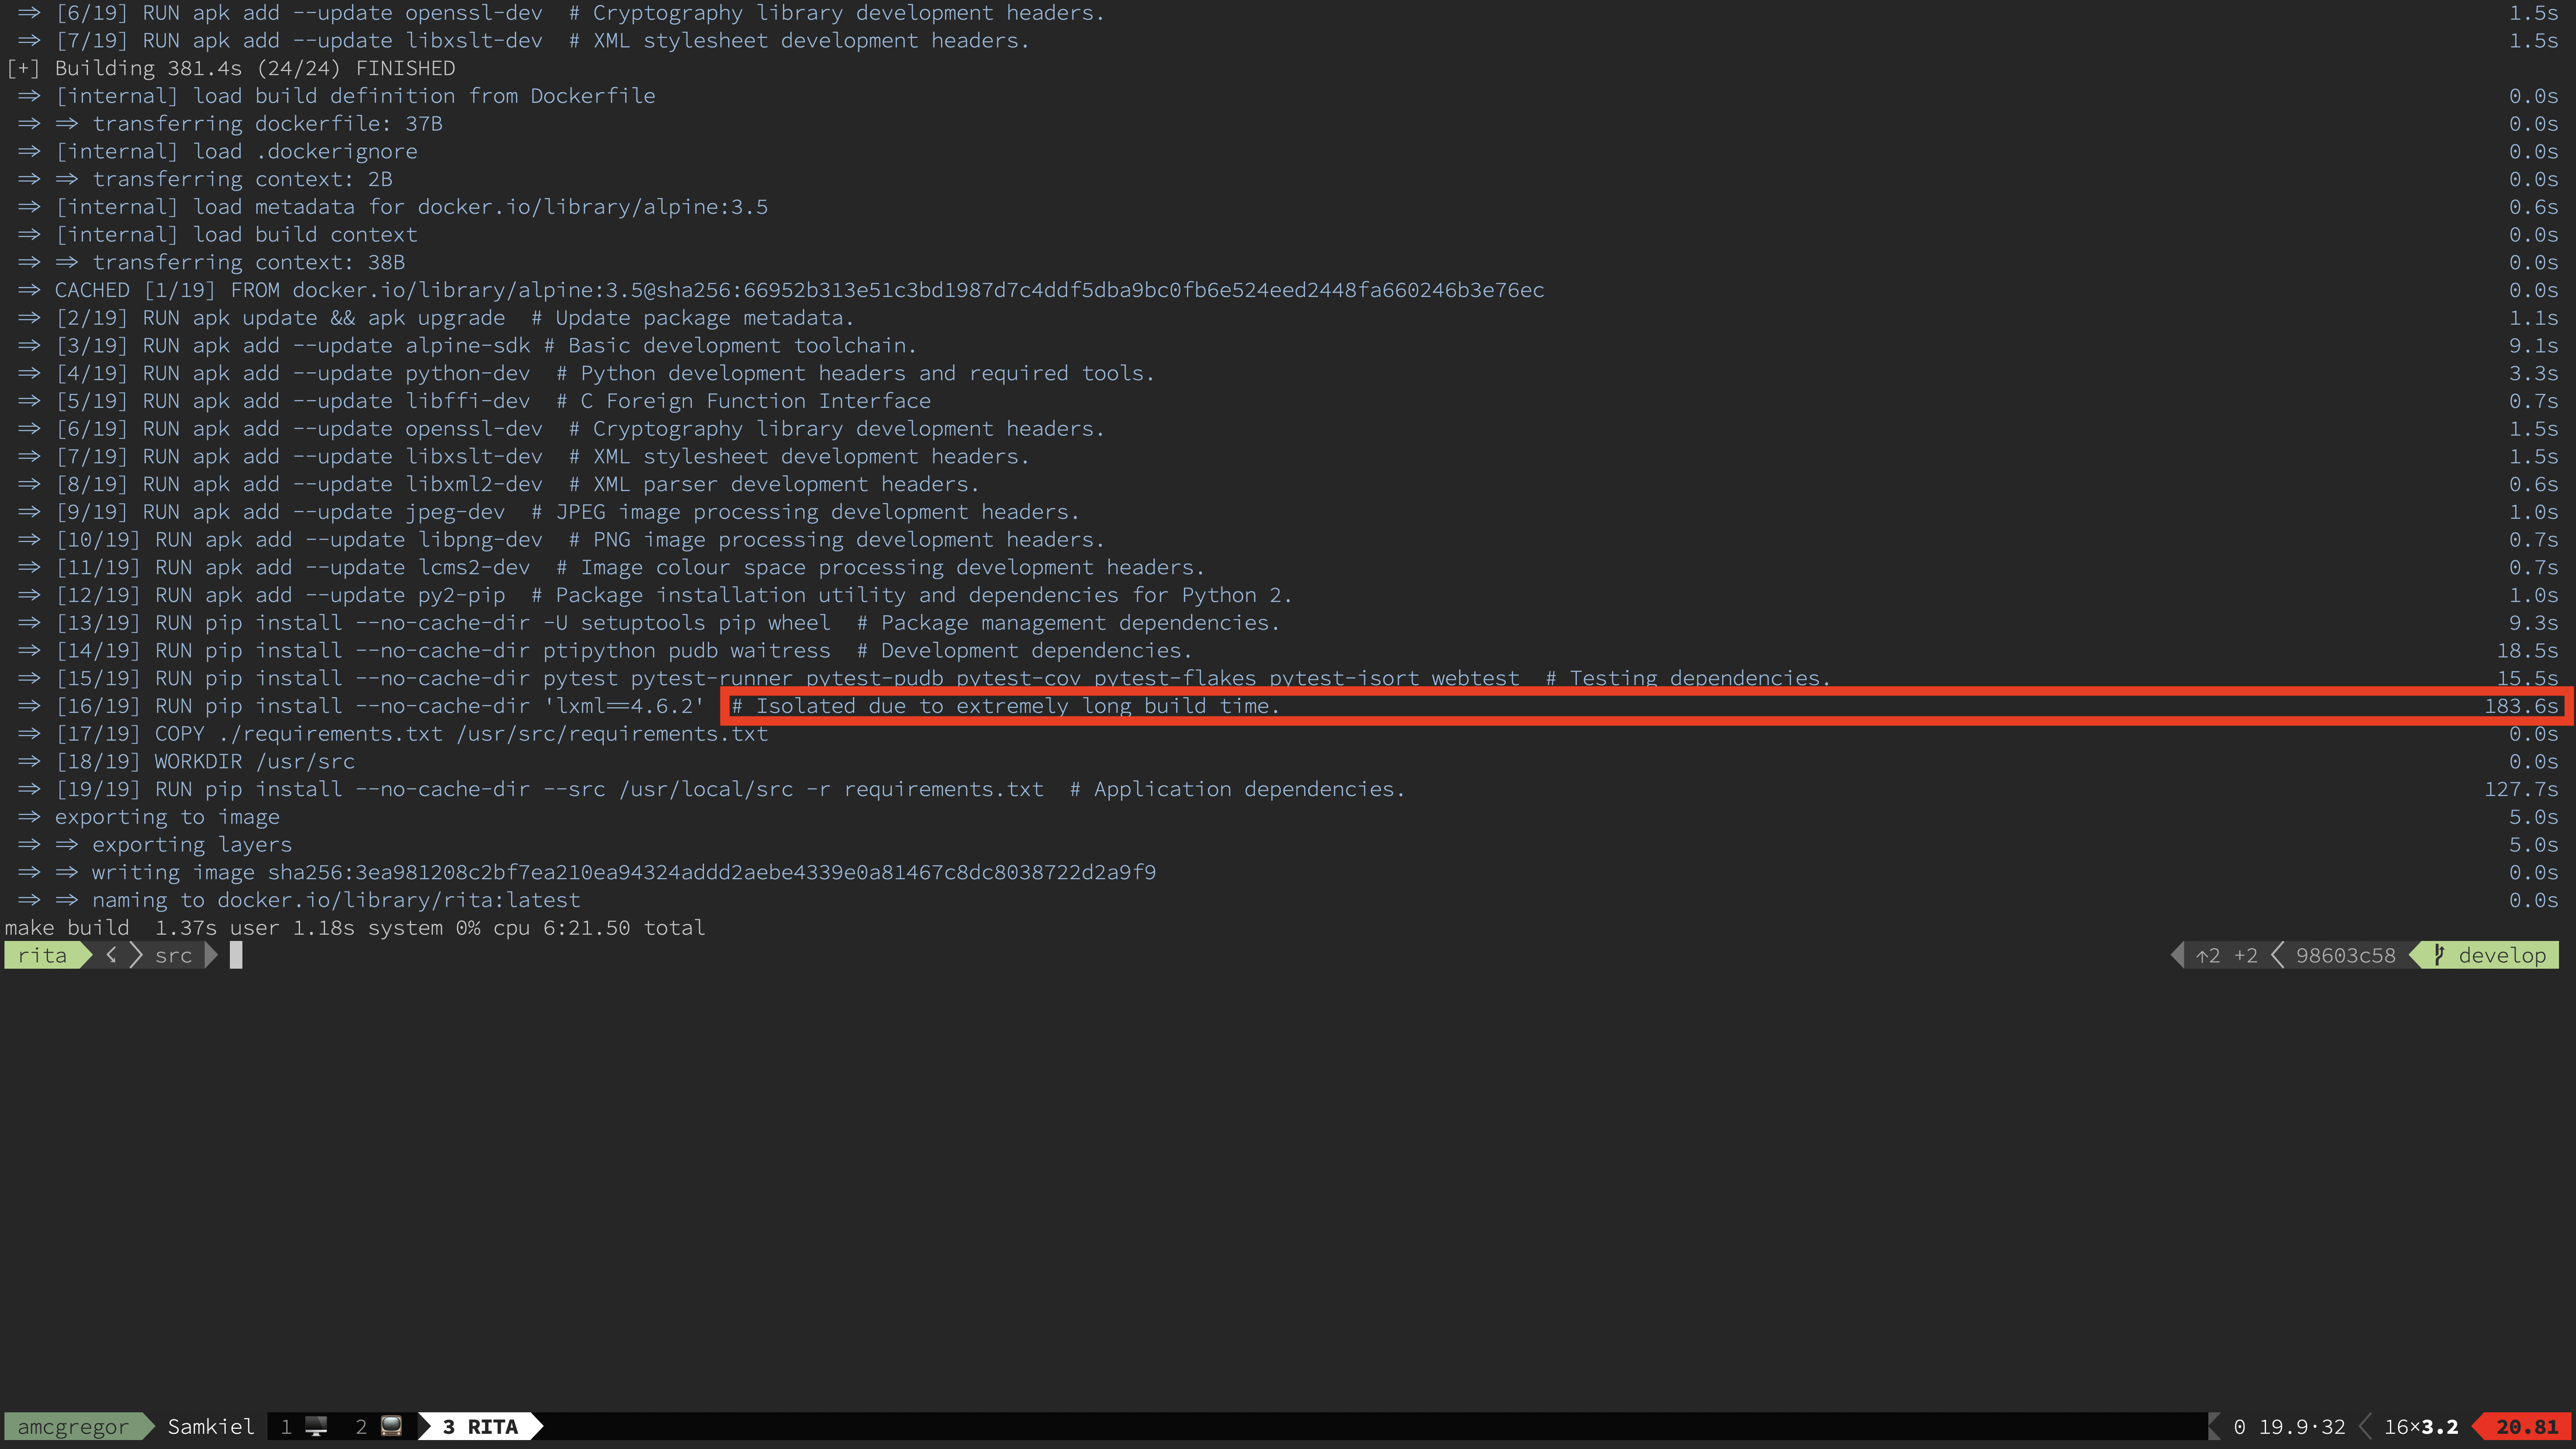 ⇒ [6/19] RUN apk add --update openssl-dev  # Cryptography library development headers. 1.5s
⇒ [7/19] RUN apk add --update libxslt-dev  # XML stylesheet development headers. 1.5s
[+] Building 381.4s (24/24) FINISHED
⇒ [internal] load build definition from Dockerfile 0.0s
⇒ ⇒ transferring dockerfile: 37B 0.0s
⇒ [internal] load .dockerignore 0.0s
⇒ ⇒ transferring context: 2B 0.0s
⇒ [internal] load metadata for docker.io/library/alpine:3.5 0.6s
⇒ [internal] load build context 0.0s
⇒ ⇒ transferring context: 38B 0.0s
⇒ CACHED [1/19] FROM docker.io/library/alpine:3.5@sha256:66952b313e51c3bd1987d7c4ddf5dba9bc0fb6e524eed2448fa660246b3e76ec 0.0s
⇒ [2/19] RUN apk update && apk upgrade  # Update package metadata. 1.1s
⇒ [3/19] RUN apk add --update alpine-sdk # Basic development toolchain. 9.1s
⇒ [4/19] RUN apk add --update python-dev  # Python development headers and required tools. 3.3s
⇒ [5/19] RUN apk add --update libffi-dev  # C Foreign Function Interface 0.7s
⇒ [6/19] RUN apk add --update openssl-dev  # Cryptography library development headers. 1.5s
⇒ [7/19] RUN apk add --update libxslt-dev  # XML stylesheet development headers. 1.5s
⇒ [8/19] RUN apk add --update libxml2-dev  # XML parser development headers. 0.6s
⇒ [9/19] RUN apk add --update jpeg-dev  # JPEG image processing development headers. 1.0s
⇒ [10/19] RUN apk add --update libpng-dev  # PNG image processing development headers. 0.7s
⇒ [11/19] RUN apk add --update lcms2-dev  # Image colour space processing development headers. 0.7s
⇒ [12/19] RUN apk add --update py2-pip  # Package installation utility and dependencies for Python 2. 1.0s
⇒ [13/19] RUN pip install --no-cache-dir -U setuptools pip wheel  # Package management dependencies. 9.3s
⇒ [14/19] RUN pip install --no-cache-dir ptipython pudb waitress  # Development dependencies. 18.5s
⇒ [15/19] RUN pip install --no-cache-dir pytest pytest-runner pytest-pudb pytest-cov pytest-flakes pytest-isort webtest  # Testing dependencies. 15.5s
⇒ [16/19] RUN pip install --no-cache-dir 'lxml==4.6.2'  # Isolated due to extremely long build time. 183.6s
⇒ [17/19] COPY ./requirements.txt /usr/src/requirements.txt 0.0s
⇒ [18/19] WORKDIR /usr/src 0.0s
⇒ [19/19] RUN pip install --no-cache-dir --src /usr/local/src -r requirements.txt  # Application dependencies. 127.7s
⇒ exporting to image 5.0s
⇒ ⇒ exporting layers 5.0s
⇒ ⇒ writing image sha256:3ea981208c2bf7ea210ea94324addd2aebe4339e0a81467c8dc8038722d2a9f9 0.0s
⇒ ⇒ naming to docker.io/library/rita:latest 0.0s
make build  1.37s user 1.18s system 0% cpu 6:21.50 total
rita src ↑2 +2 98603c58 develop
amcgregor Samkiel 1 2 3 RITA 0 19.9·32 16×3.2 20.81